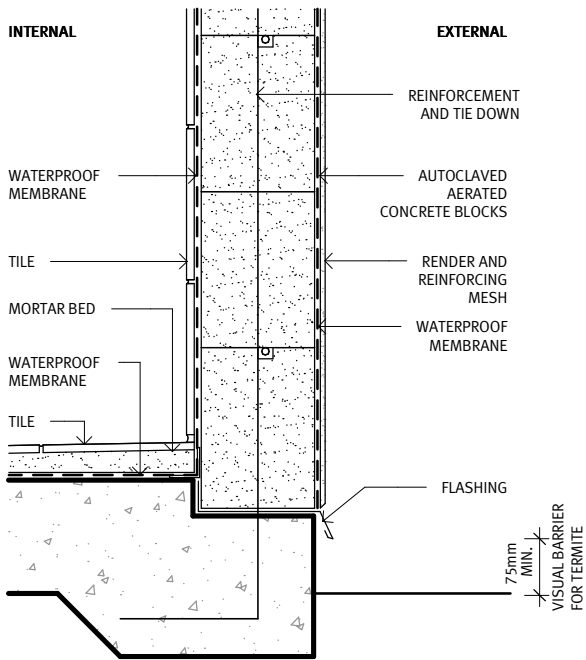 INTERNAL
WATERPROOF
MEMBRANE
TILE
MORTAR BED
WATERPROOF
MEMBRANE
TILE
EXTERNAL
REINFORCEMENT
AND TIE DOWN
AUTOCLAVED
AERATED
CONCRETE BLOCKS
RENDER AND
REINFORCING
MESH
WATERPROOF
MEMBRANE
FLASHING
75mm
MIN.
VISUAL BARRIER
FOR TERMITE